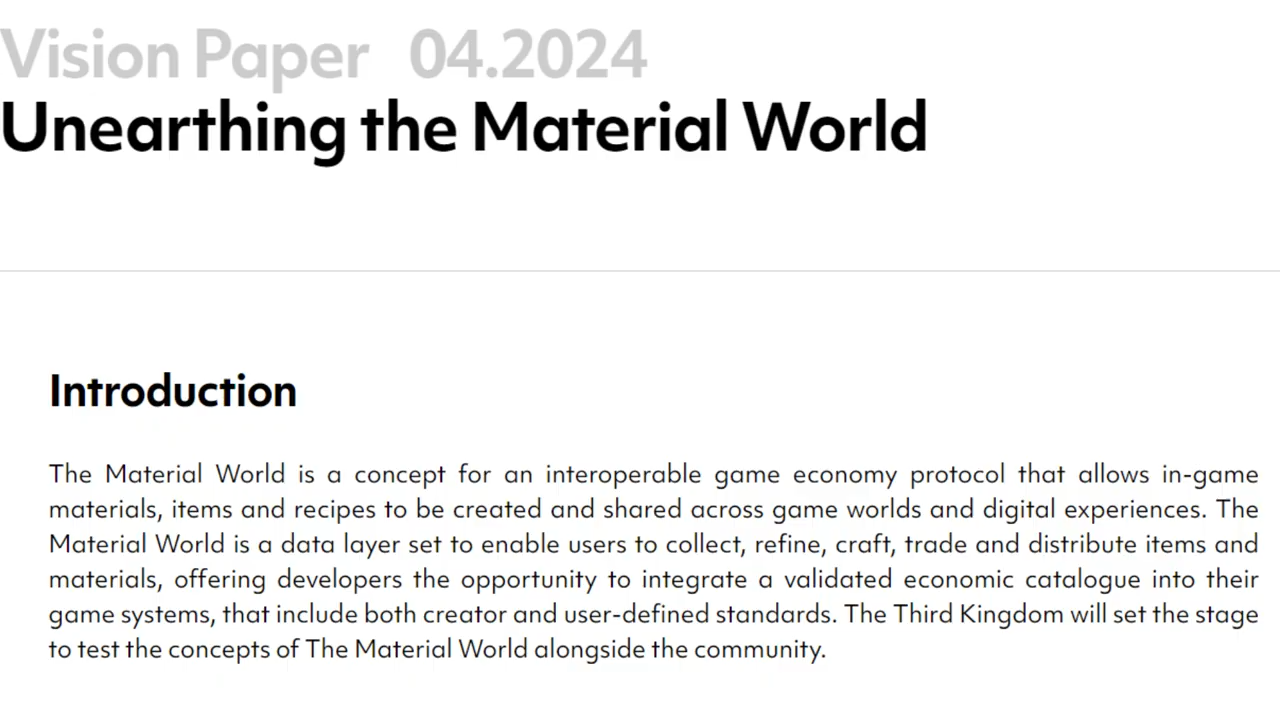 Vision Paper 04.2024
Unearthing the Material World
Introduction
The Material World is a concept for an interoperable game economy protocol that allows in-game
materials, items and recipes to be created and shared across game worlds and digital experiences. The
Material World is a data layer set to enable users to collect, refine, craft, trade and distribute items and
materials, offering developers the opportunity to integrate a validated economic catalogue into their
game systems, that include both creator and user-defined standards. The Third Kingdom will set the stage
to test the concepts of The Material World alongside the community.